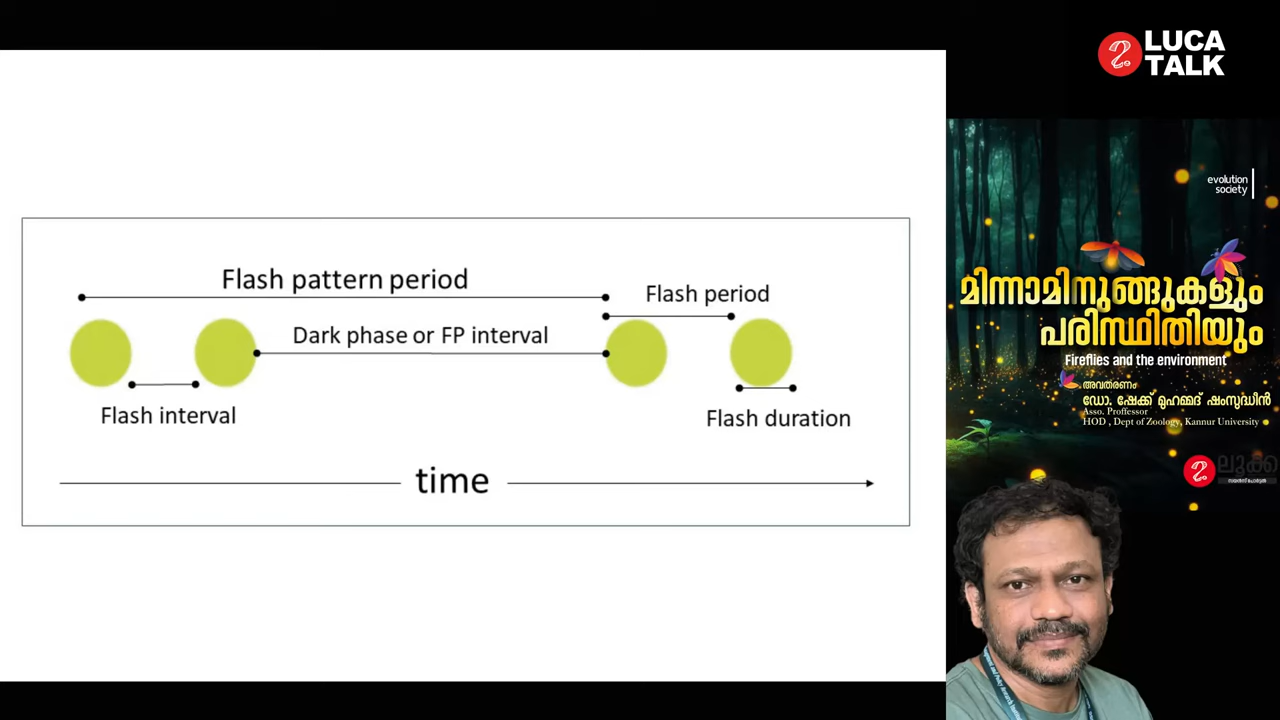 LUCA
TALK
Flash pattern period
Flash period
Dark phase or FP interval
Flash interval
Flash duration
time
evolution
society
മിന്നാമിനുങ്ങുകളും
പരിസ്ഥിതിയും
Fireflies and the environment
അവതരണം
ഡോ. ഷേക്ക് മുഹമ്മദ് ഷംസുദ്ധീൻ
Asso. Proffessor
HOD , Dept of Zoology, Kannur University
ലൂക്ക